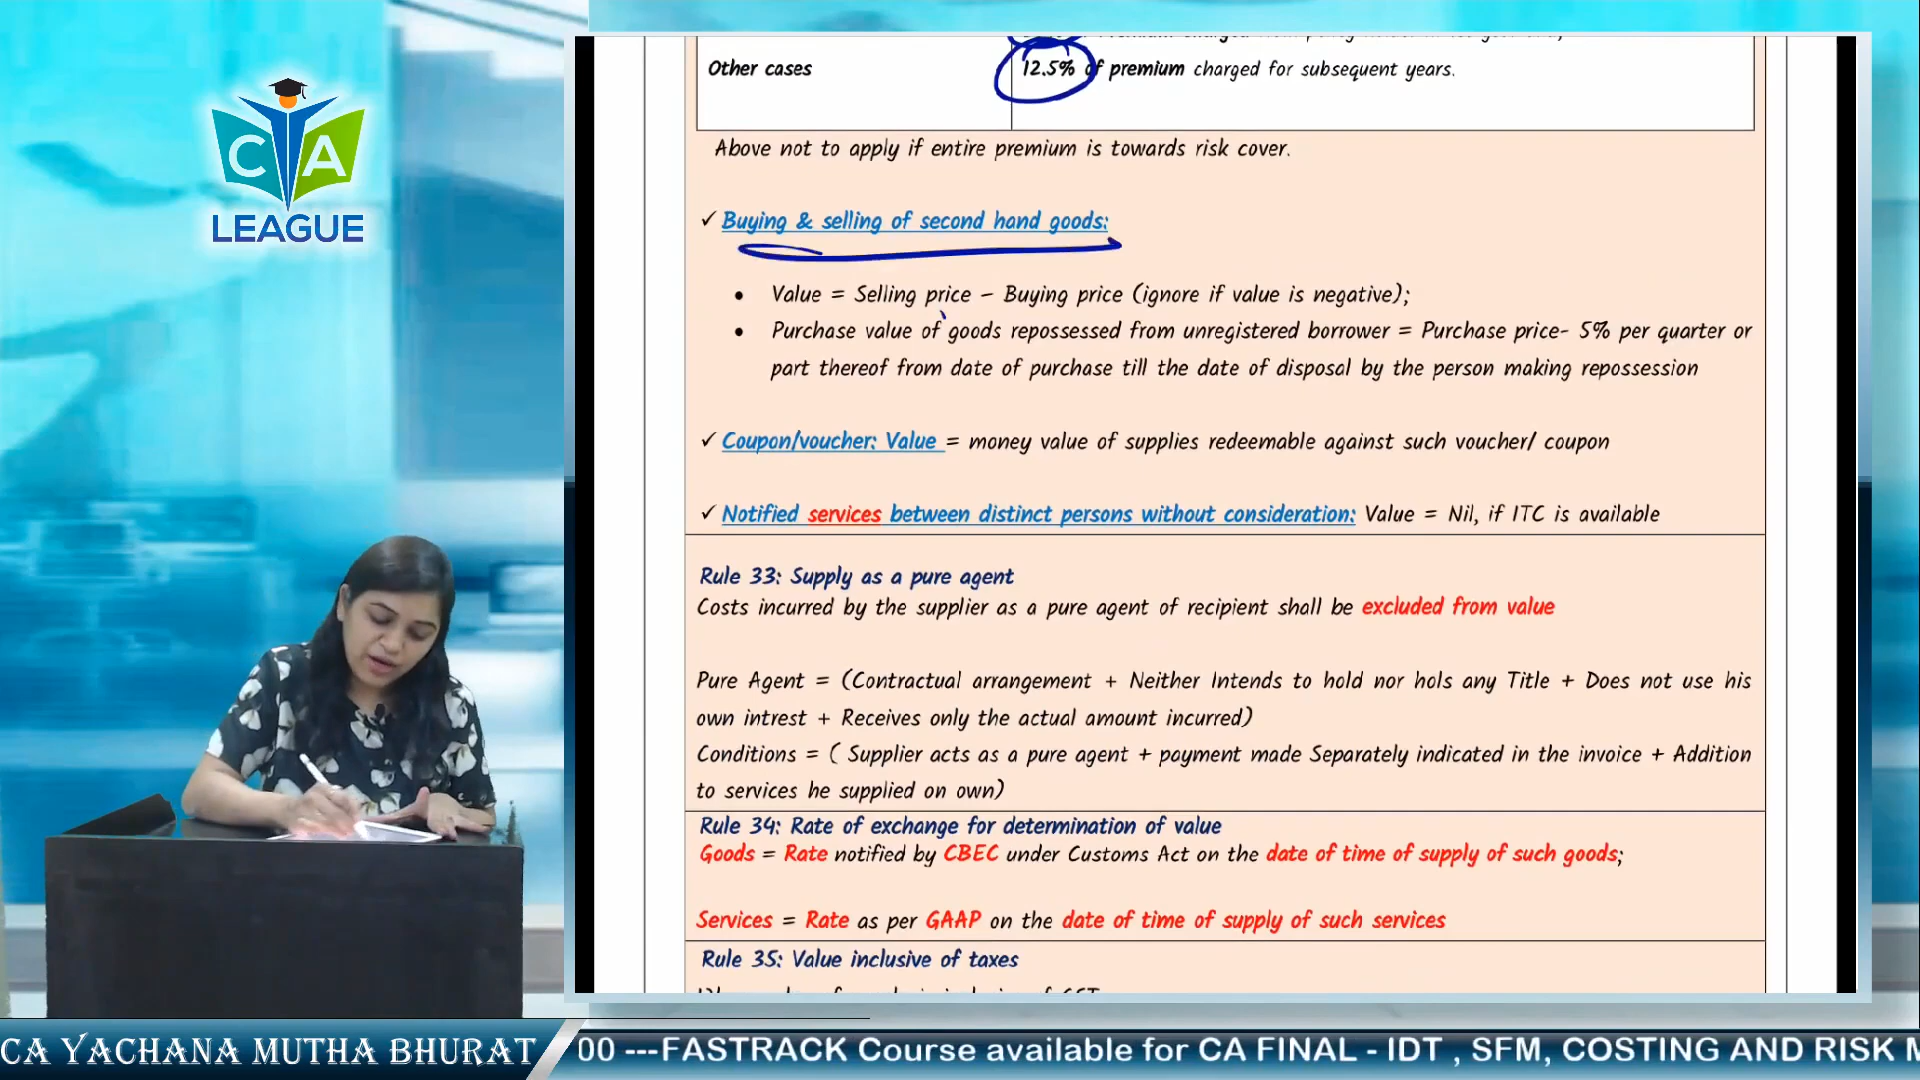 CA
LEAGUE
Other cases
12.5% of premium charged for subsequent years.
Above not to apply if entire premium is towards risk cover.
✓ Buying & selling of second hand goods:
• Value = Selling price – Buying price (ignore if value is negative);
• Purchase value of goods repossessed from unregistered borrower = Purchase price- 5% per quarter or
part thereof from date of purchase till the date of disposal by the person making repossession
✓ Coupon/voucher: Value = money value of supplies redeemable against such voucher/ coupon
✓ Notified services between distinct persons without consideration: Value = Nil, if ITC is available
Rule 33: Supply as a pure agent
Costs incurred by the supplier as a pure agent of recipient shall be excluded from value
Pure Agent = (Contractual arrangement + Neither Intends to hold nor hols any Title + Does not use his
own intrest + Receives only the actual amount incurred)
Conditions = ( Supplier acts as a pure agent + payment made Separately indicated in the invoice + Addition
to services he supplied on own)
Rule 34: Rate of exchange for determination of value
Goods = Rate notified by CBEC under Customs Act on the date of time of supply of such goods;
Services = Rate as per GAAP on the date of time of supply of such services
Rule 35: Value inclusive of taxes
CA YACHANA MUTHA BHURAT
00 ---FASTRACK Course available for CA FINAL - IDT , SFM, COSTING AND RISK M